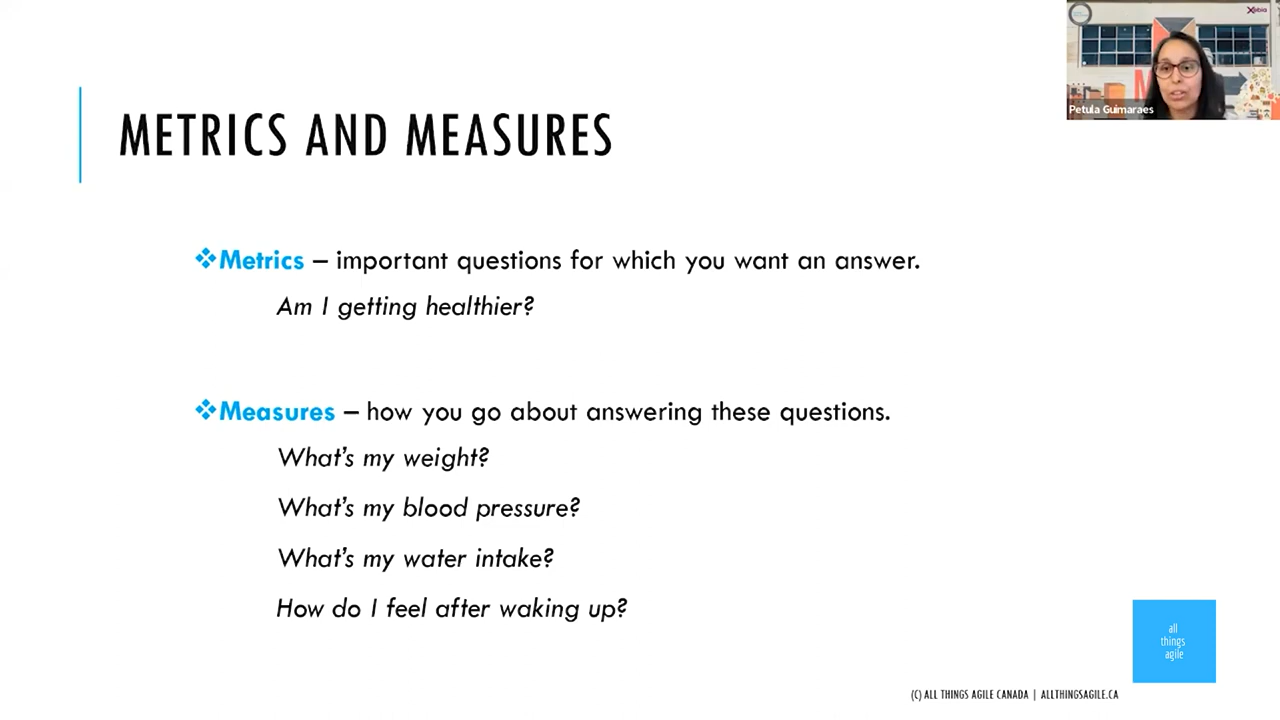 Xebia
Petula Guimaraes
METRICS AND MEASURES
❖Metrics – important questions for which you want an answer.
Am I getting healthier?
❖Measures – how you go about answering these questions.
What's my weight?
What's my blood pressure?
What's my water intake?
How do I feel after waking up?
all
things
agile
(C) ALL THINGS AGILE CANADA | ALLTHINGSAGILE.CA